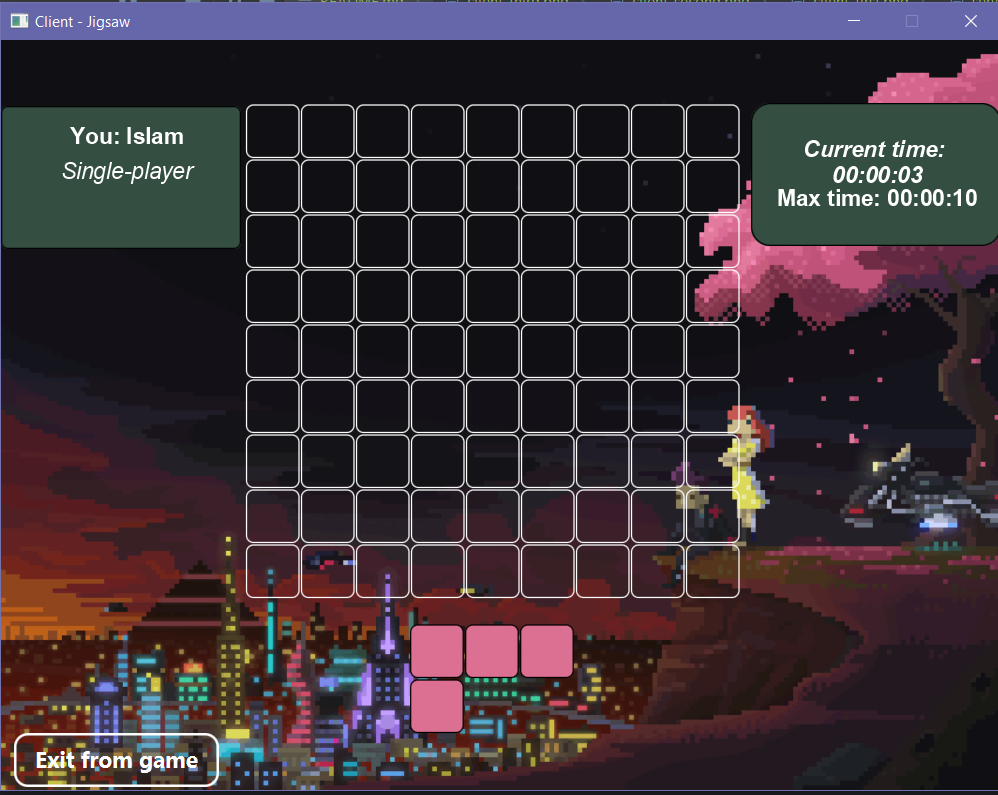 Client - Jigsaw
You: Islam
Single-player
Current time:
00:00:03
Max time: 00:00:10
Exit from game